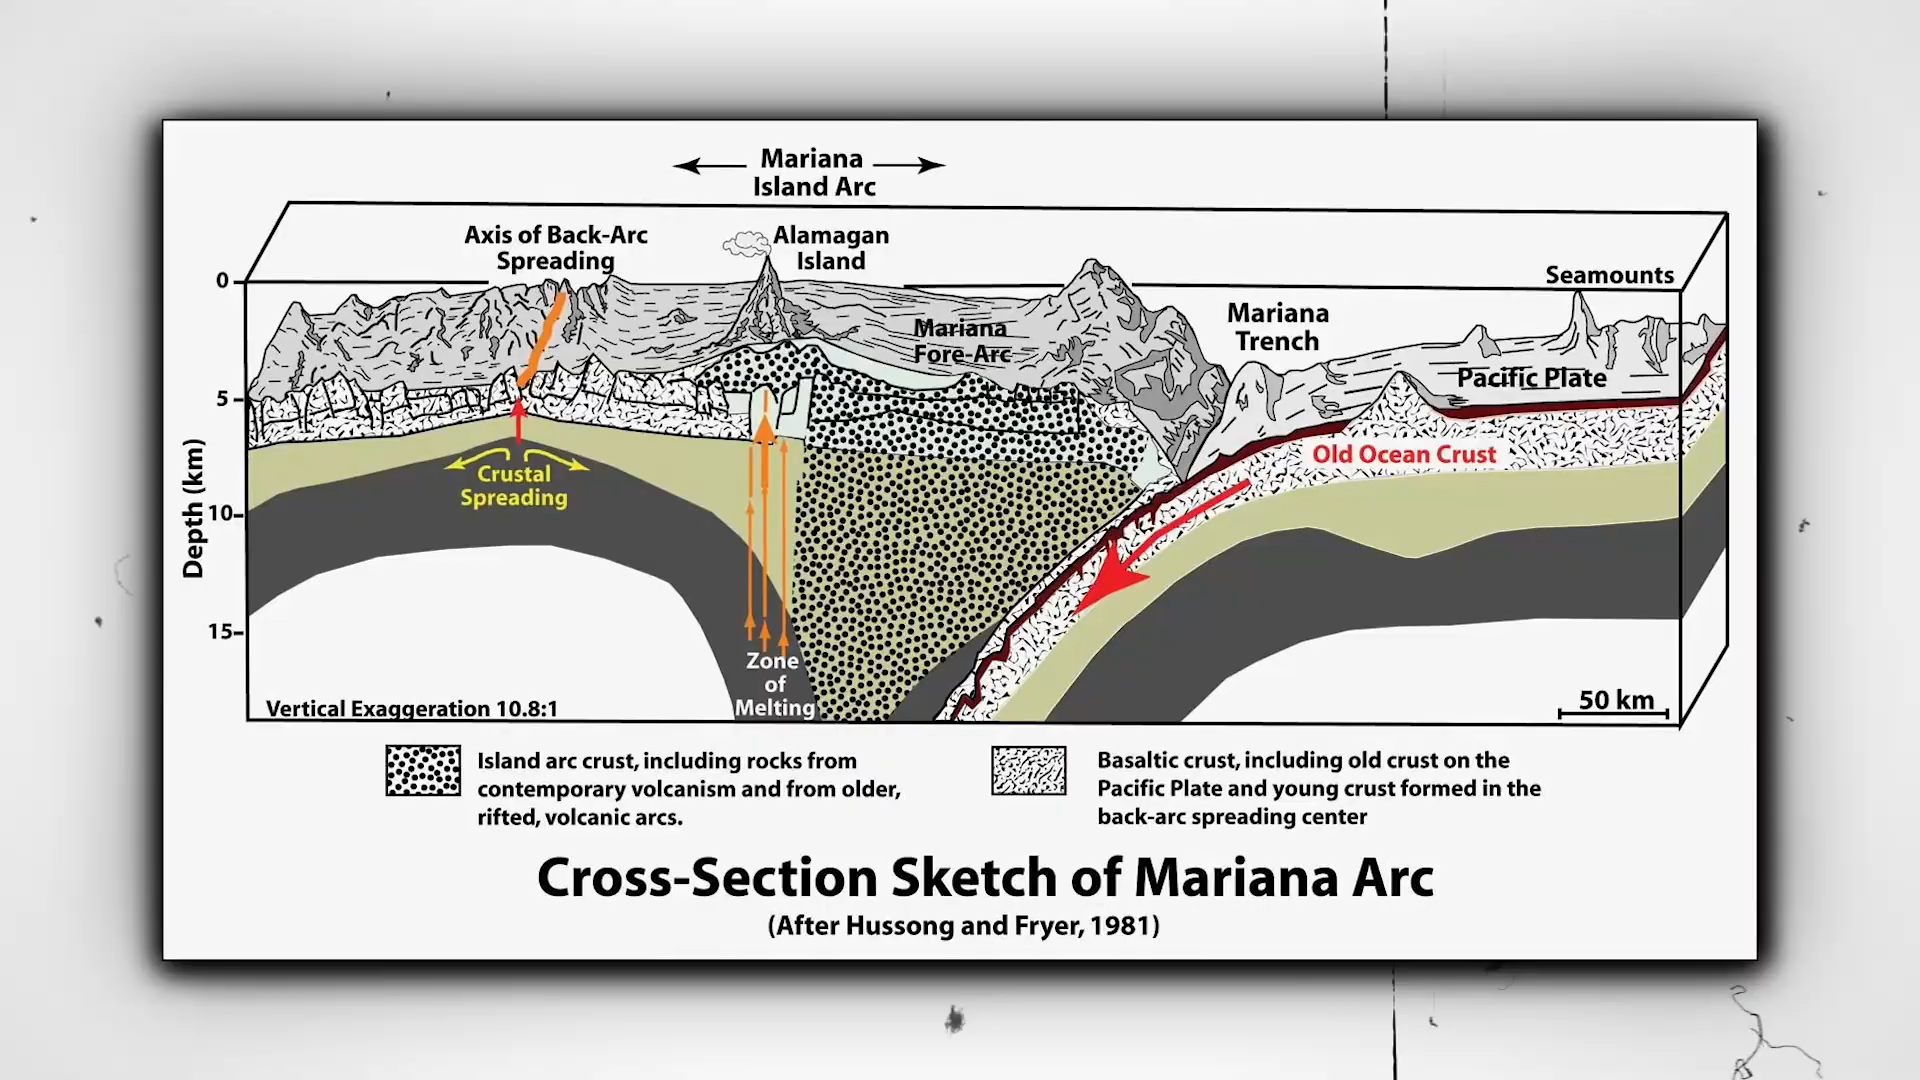 Mariana
Island Arc
Axis of Back-Arc
Spreading
Alamagan
Island
Seamounts
Mariana
Trench
Mariana
Fore-Arc
Pacific Plate
Old Ocean Crust
Crustal
Spreading
Zone
of
Melting
Depth (km)
0
5
10
15
Vertical Exaggeration 10.8:1
50 km
Island arc crust, including rocks from
contemporary volcanism and from older,
rifted, volcanic arcs.
Basaltic crust, including old crust on the
Pacific Plate and young crust formed in the
back-arc spreading center
Cross-Section Sketch of Mariana Arc
(After Hussong and Fryer, 1981)